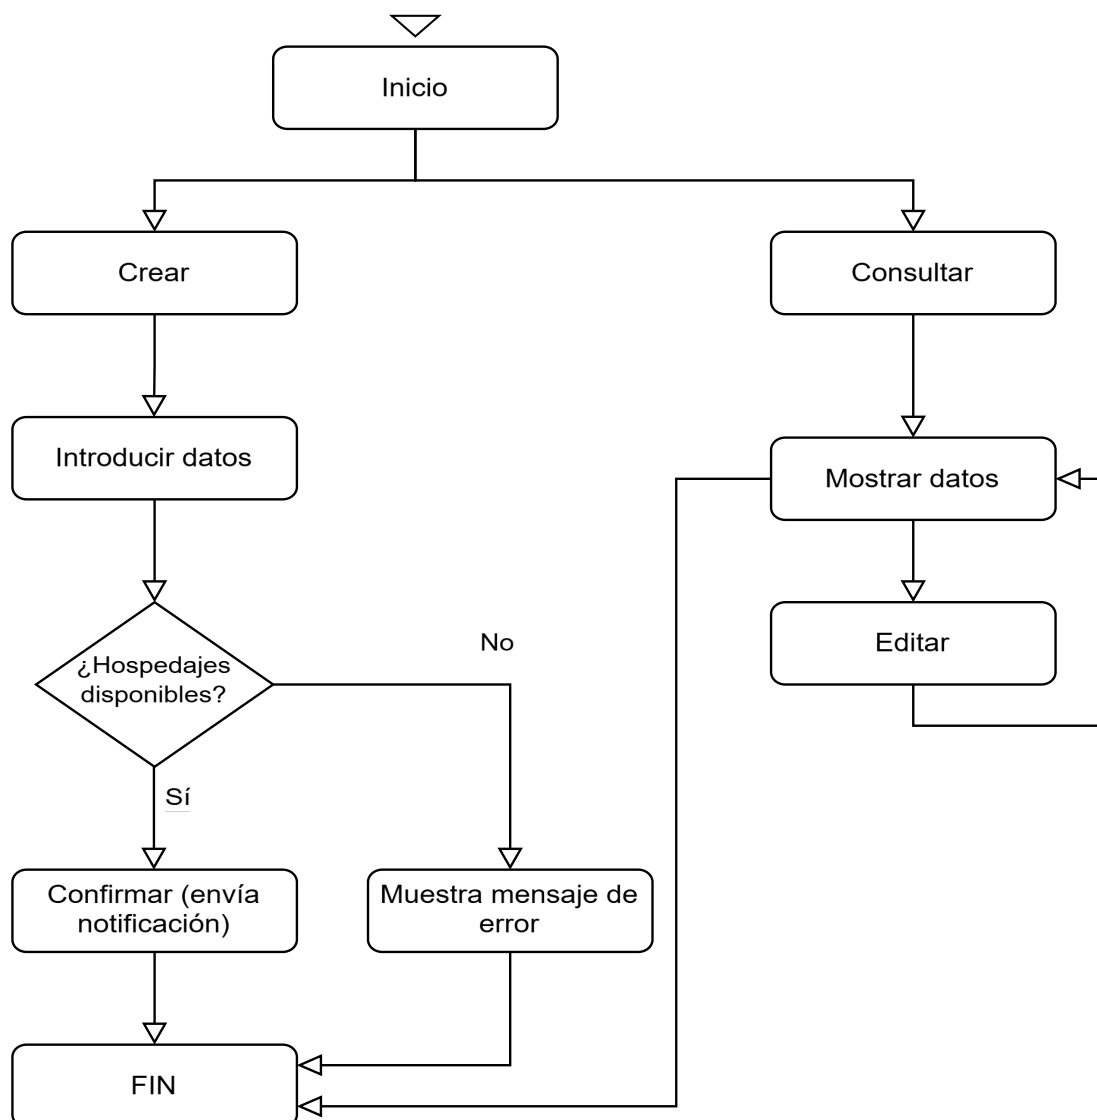 Inicio
Crear
Consultar
Introducir datos
Mostrar datos
¿Hospedajes
disponibles?
No
Editar
Sí
Confirmar (envía
notificación)
Muestra mensaje de
error
FIN